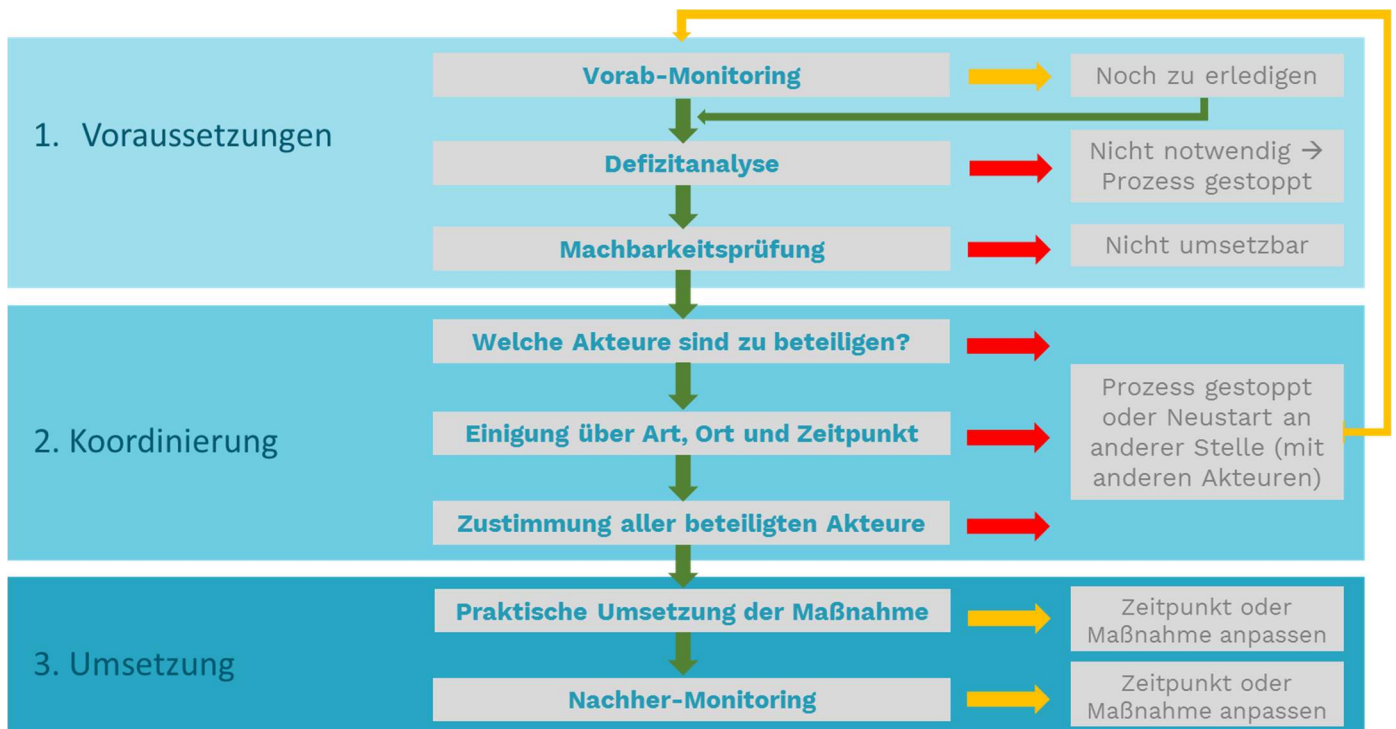 Vorab-Monitoring
Noch zu erledigen
1. Voraussetzungen
Defizitanalyse
Nicht notwendig →
Prozess gestoppt
Machbarkeitsprüfung
Nicht umsetzbar
Welche Akteure sind zu beteiligen?
2. Koordinierung
Einigung über Art, Ort und Zeitpunkt
Prozess gestoppt
oder Neustart an
anderer Stelle (mit
anderen Akteuren)
Zustimmung aller beteiligten Akteure
Praktische Umsetzung der Maßnahme
Zeitpunkt oder
Maßnahme anpassen
3. Umsetzung
Nachher-Monitoring
Zeitpunkt oder
Maßnahme anpassen